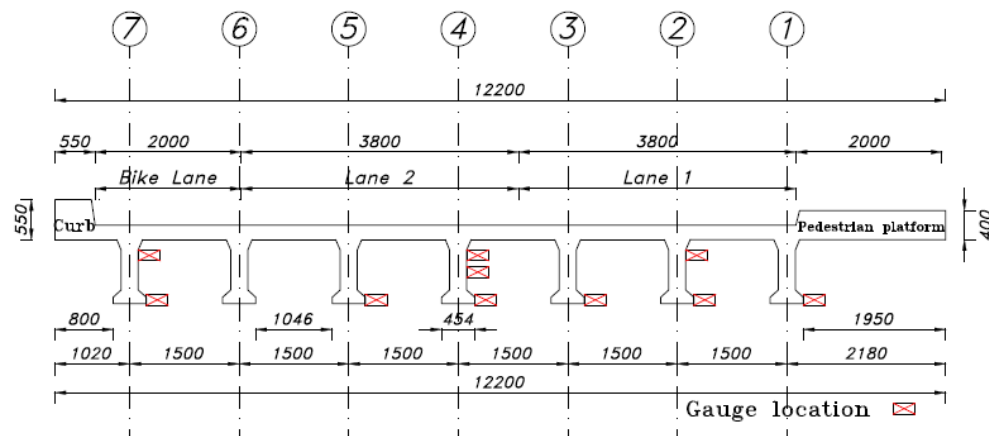 7 6 5 4 3 2 1
12200
550 2000 3800 3800 2000
Bike Lane Lane 2 Lane 1
550 Curb Pedestrian platform 400
800 1046 454 1950
1020 1500 1500 1500 1500 1500 1500 2180
12200
Gauge location